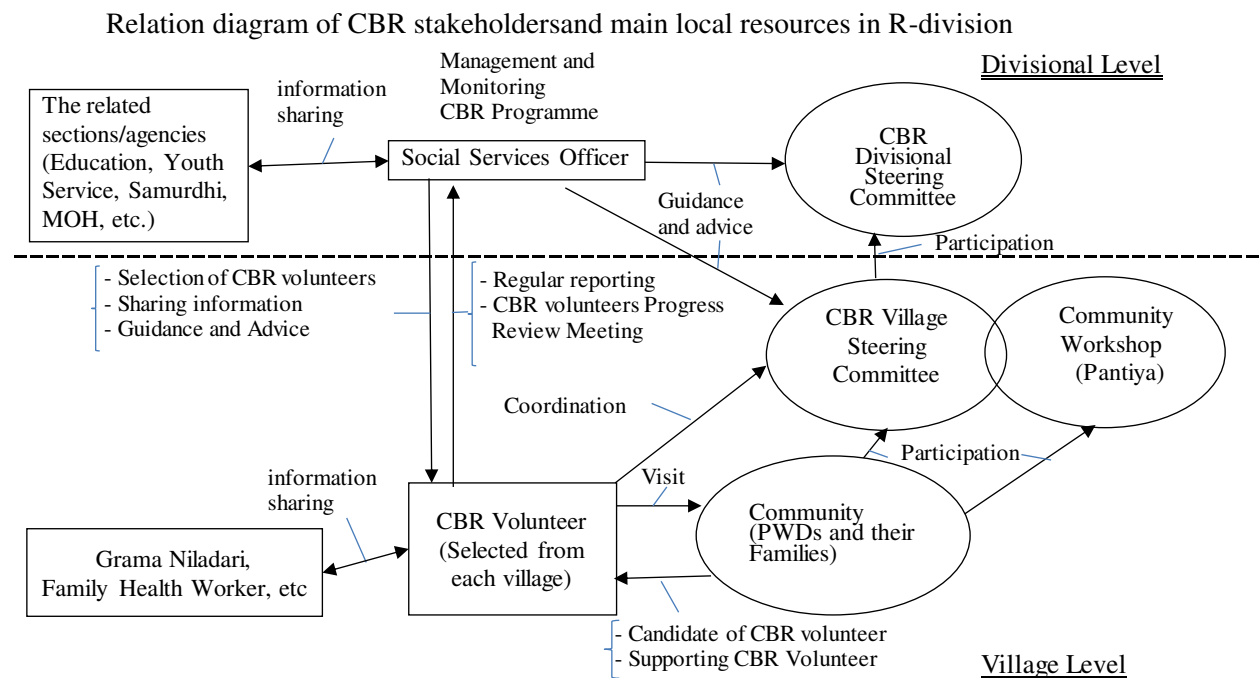 Relation diagram of CBR stakeholdersand main local resources in R-division
Divisional Level
Management and
Monitoring
CBR Programme
information
sharing
The related
sections/agencies
(Education, Youth
Service, Samurdhi,
MOH, etc.)
Social Services Officer
CBR
Divisional
Steering
Committee
Guidance
and advice
Participation
- Selection of CBR volunteers
- Sharing information
- Guidance and Advice
- Regular reporting
- CBR volunteers Progress
Review Meeting
CBR Village
Steering
Committee
Community
Workshop
(Pantiya)
Coordination
Participation
information
sharing
Visit
CBR Volunteer
(Selected from
each village)
Community
(PWDs and their
Families)
Grama Niladari,
Family Health Worker, etc
- Candidate of CBR volunteer
- Supporting CBR Volunteer
Village Level